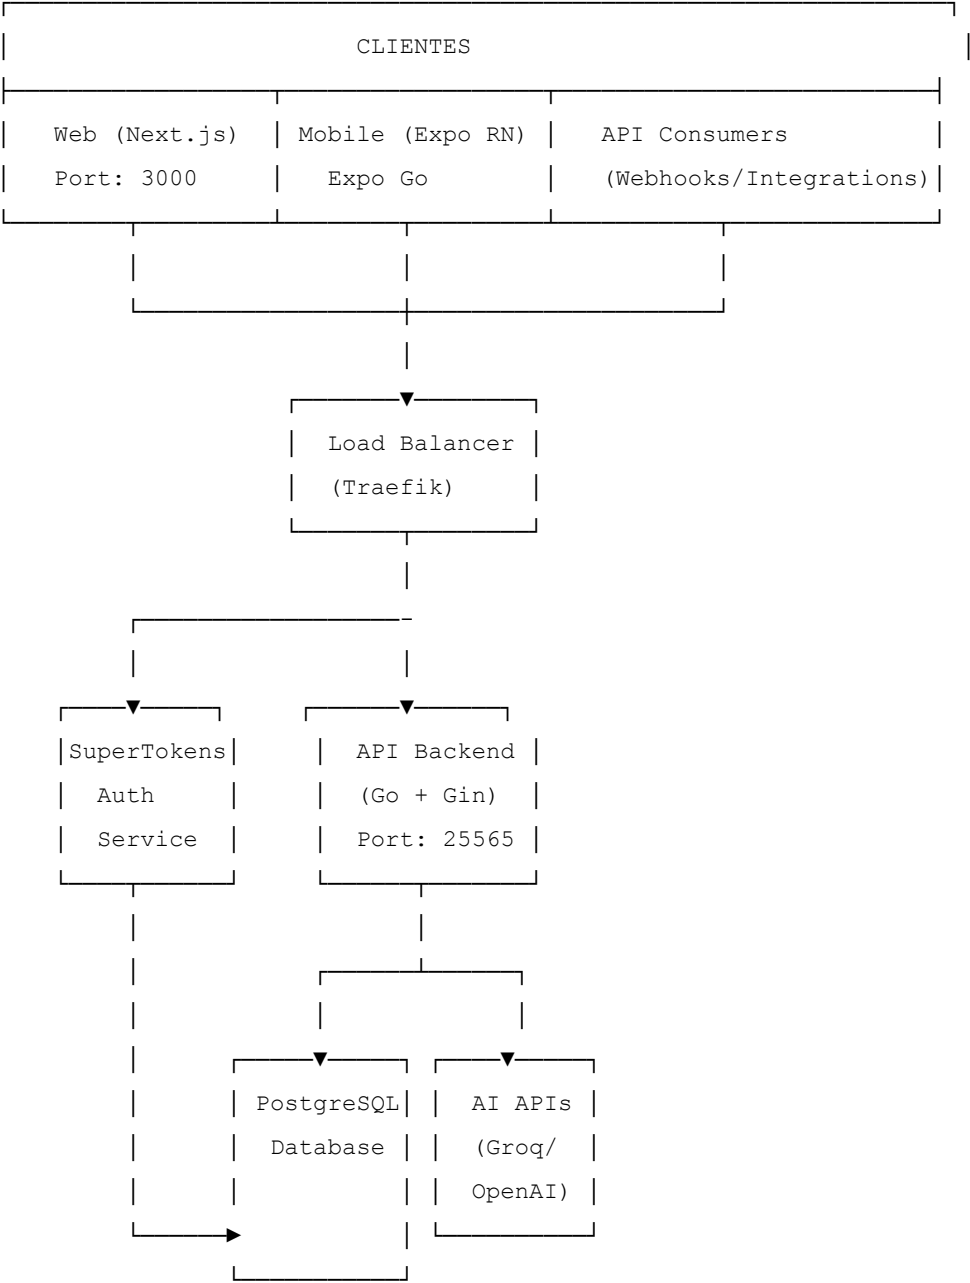 CLIENTES
Web (Next.js) Mobile (Expo RN) API Consumers
Port: 3000 Expo Go (Webhooks/Integrations)
Load Balancer
(Traefik)
SuperTokens API Backend
Auth (Go + Gin)
Service Port: 25565
PostgreSQL AI APIs
Database (Groq/
OpenAI)